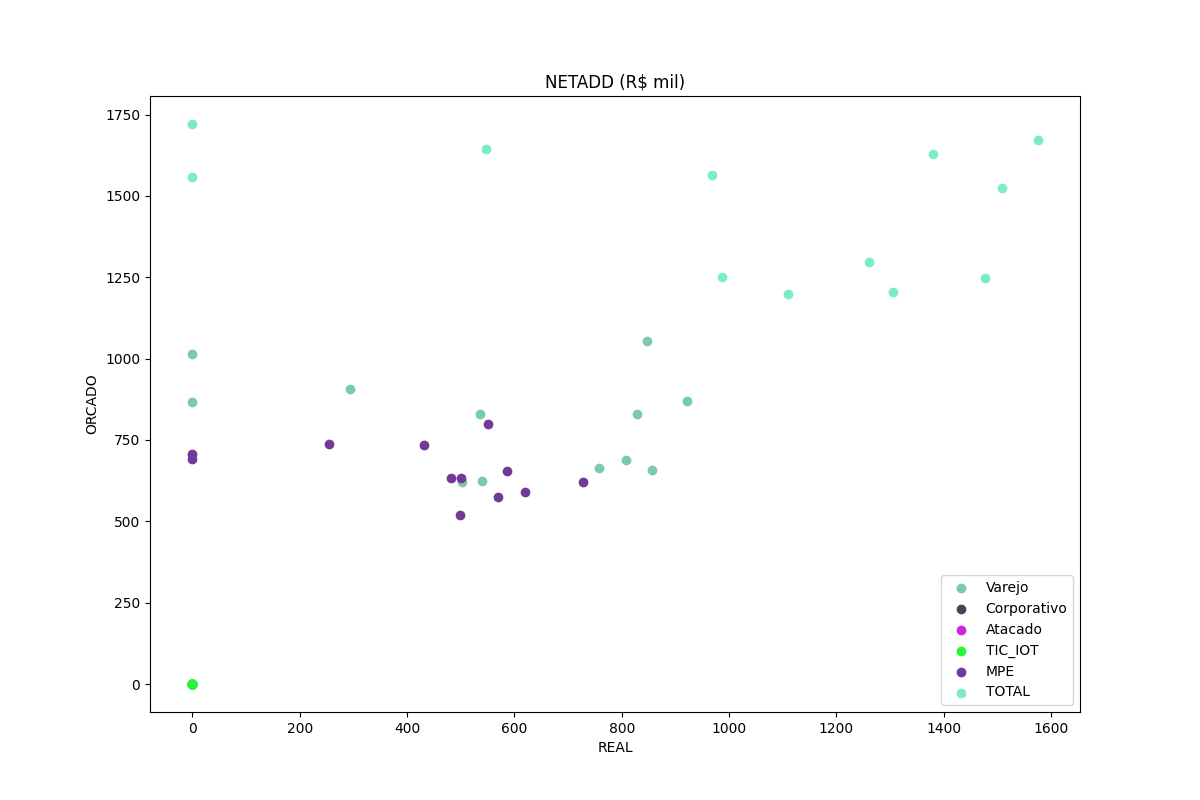 NETADD (R$ mil)
1750
1500
1250
1000
750
500
250
0
ORCADO
0 200 400 600 800 1000 1200 1400 1600
REAL
Varejo
Corporativo
Atacado
TIC_IOT
MPE
TOTAL